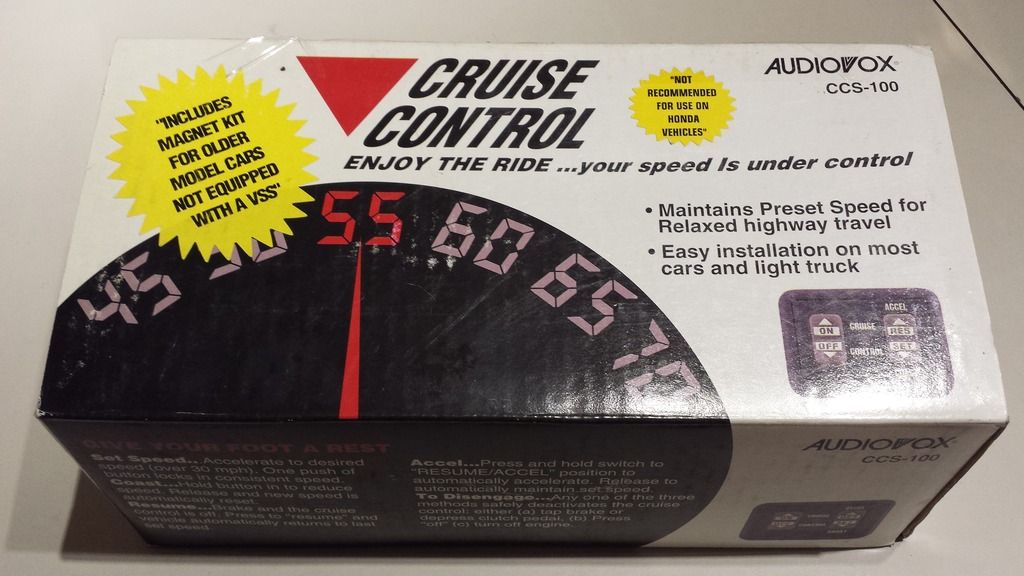 "INCLUDES
MAGNET KIT
FOR OLDER
MODEL CARS
NOT EQUIPPED
WITH A VSS"
CRUISE
CONTROL
ENJOY THE RIDE ...your speed Is under control
"NOT
RECOMMENDED
FOR USE ON
HONDA
VEHICLES"
AUDIOVOX®
CCS-100
45
55
60
65
• Maintains Preset Speed for
Relaxed highway travel
• Easy installation on most
cars and light truck
ACCEL
ON
CRUISE
RES
OFF
CONTROL
SET
GIVE YOUR FOOT A REST
Set Speed...Accelerate to desired
speed (over 30 mph). One push of
locks in consistent speed.
Coast
in to reduce
speed. Release and new speed is
Resume...Brake and the cruise
control is off. Press to "resume" and
automatically returns to last
set speed.
Accel...Press and hold switch to
"RESUME/ACCEL" position to
automatically accelerate. Release to
automatically maintain set speed.
To Disengage...Any one of the three
methods safely deactivates the cruise
control: either (a) tap brake or
depress clutch pedal, (b) Press
"off" (c) turn off engine.
AUDIOVOX®
CCS-100